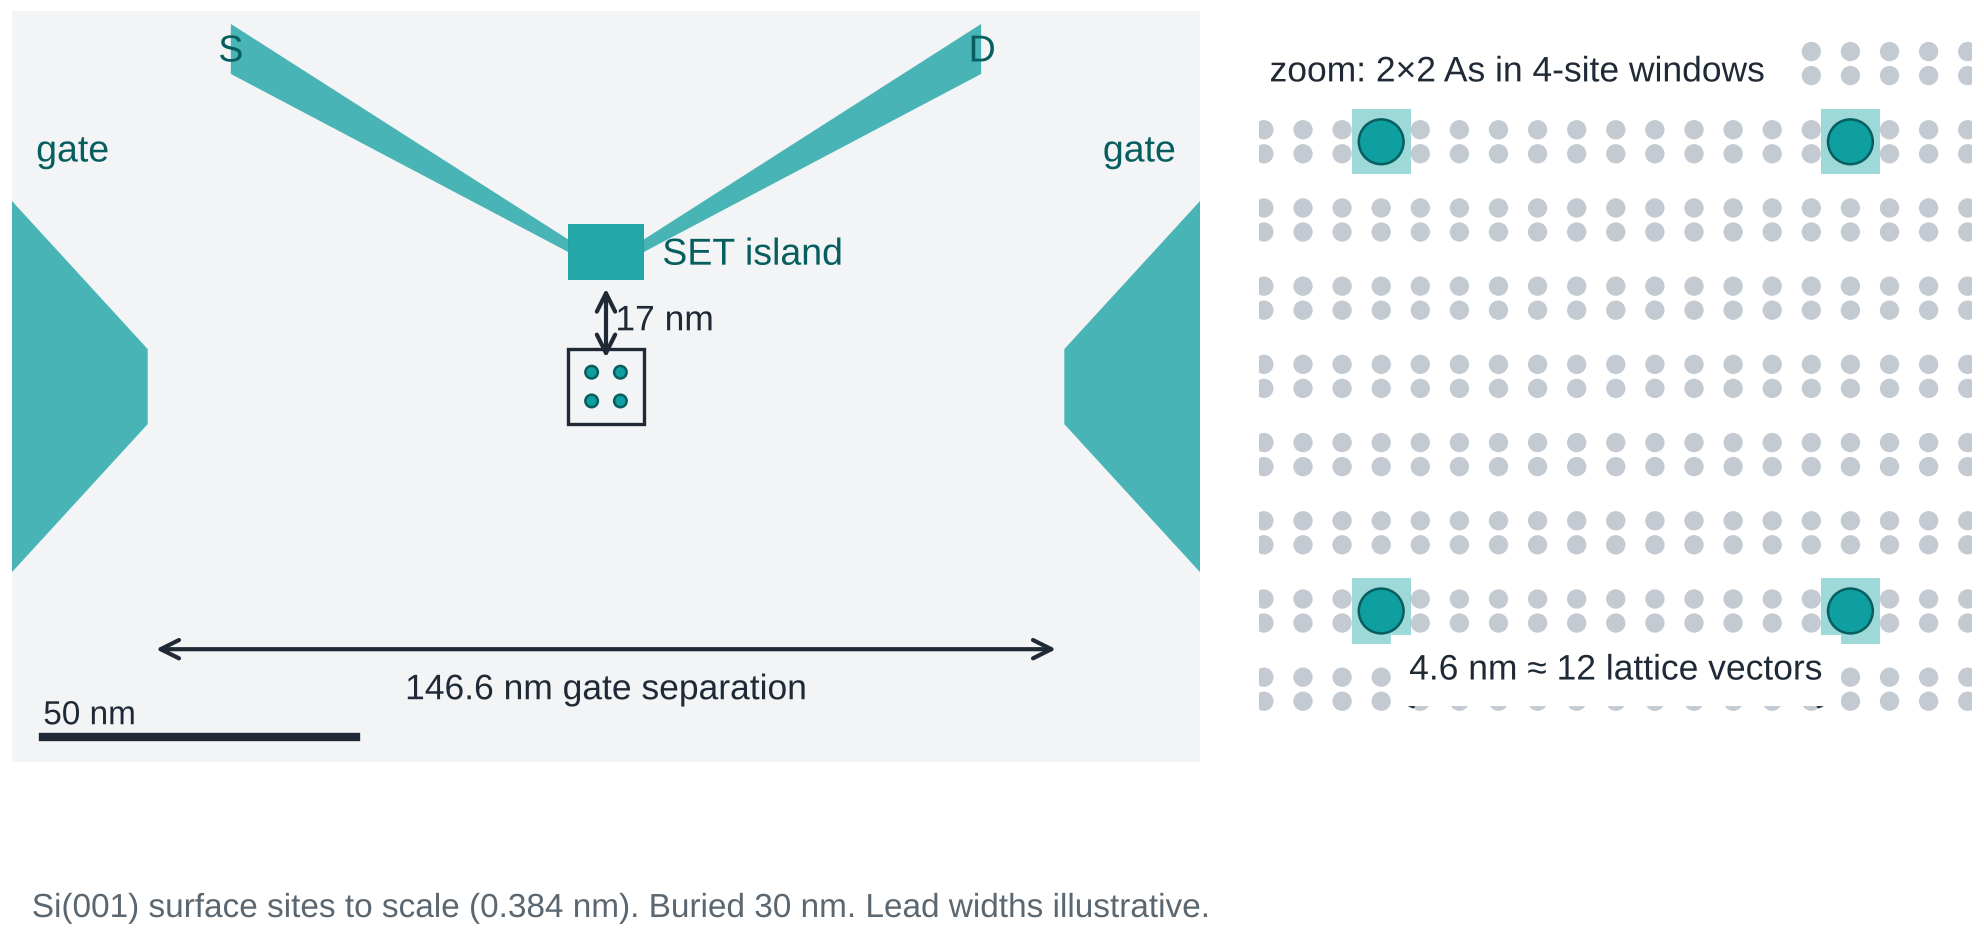 S
D
zoom: 2×2 As in 4-site windows
gate
gate
SET island
17 nm
4.6 nm ≈ 12 lattice vectors
146.6 nm gate separation
50 nm
Si(001) surface sites to scale (0.384 nm). Buried 30 nm. Lead widths illustrative.